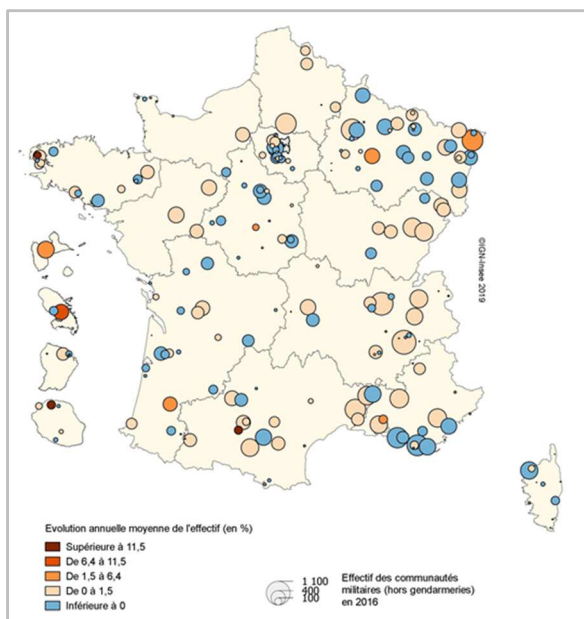 ©IGN-Insee 2019
Evolution annuelle moyenne de l'effectif (en %)
Supérieure à 11,5
De 6,4 à 11,5
De 1,5 à 6,4
De 0 à 1,5
Inférieure à 0
1 100
400
100
Effectif des communautés
militaires (hors gendarmeries)
en 2016